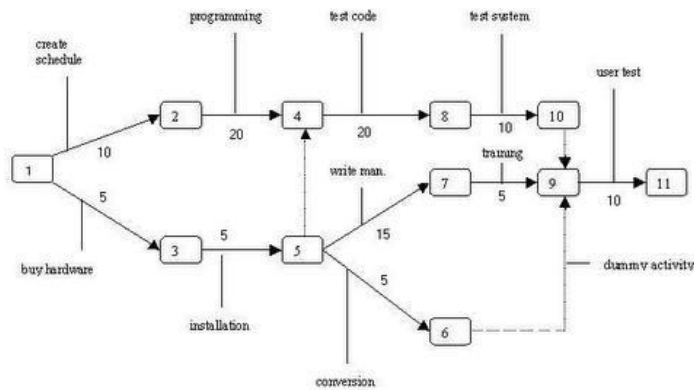 programming
test code
test system
create
schedule
user test
2
4
8
10
20
20
10
10
1
write man.
training
7
9
11
5
10
5
15
3
5
5
5
buy hardware
dummy activity
installation
6
conversion